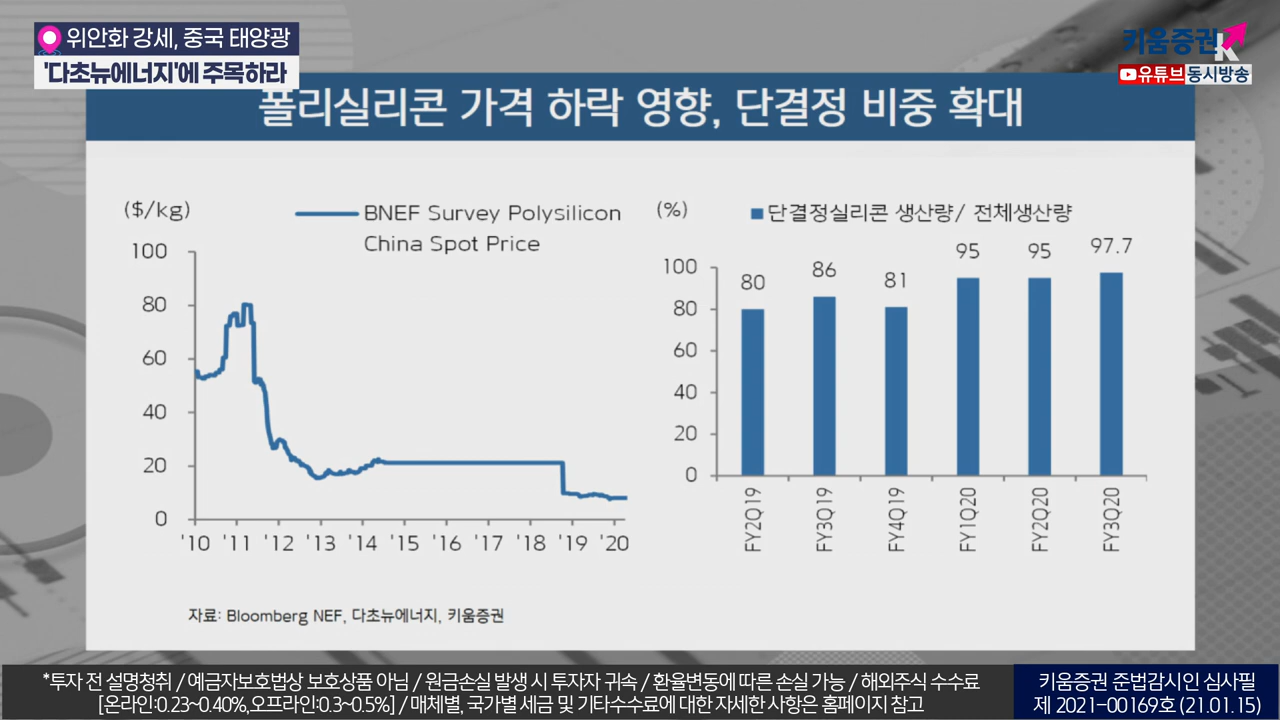 위안화 강세, 중국 태양광
'다초뉴에너지'에 주목하라
키움증권
유튜브 동시방송
폴리실리콘 가격 하락 영향, 단결정 비중 확대
($/kg)
BNEF Survey Polysilicon
China Spot Price
100
80
60
40
20
0
'10 '11 '12 '13 '14 '15 '16 '17 '18 '19 '20
(%)
단결정실리콘 생산량/ 전체생산량
80 86 81 95 95 97.7
100
80
60
40
20
0
FY2Q19 FY3Q19 FY4Q19 FY1Q20 FY2Q20 FY3Q20
자료: Bloomberg NEF, 다초뉴에너지, 키움증권
*투자 전 설명청취 / 예금자보호법상 보호상품 아님 / 원금손실 발생 시 투자자 귀속 / 환율변동에 따른 손실 가능 / 해외주식 수수료
[온라인:0.23~0.40%,오프라인:0.3~0.5%] / 매체별, 국가별 세금 및 기타수수료에 대한 자세한 사항은 홈페이지 참고
키움증권 준법감시인 심사필
제 2021-00169호 (21.01.15)